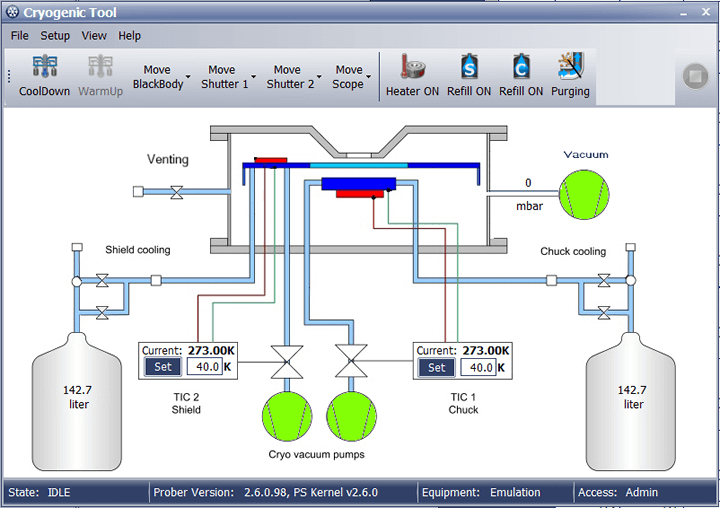 Cryogenic Tool
File Setup View Help
CoolDown
WarmUp
Move
BlackBody
Move
Shutter 1
Move
Shutter 2
Move
Scope
Heater ON
S
Refill ON
C
Refill ON
Purging
Venting
Vacuum
0
mbar
Shield cooling
Chuck cooling
Current: 273.00K
Set 40.0 K
TIC 2
Shield
Current: 273.00K
Set 40.0 K
TIC 1
Chuck
142.7
liter
142.7
liter
Cryo vacuum pumps
State: IDLE
Prober Version: 2.6.0.98, PS Kernel v2.6.0
Equipment: Emulation
Access: Admin